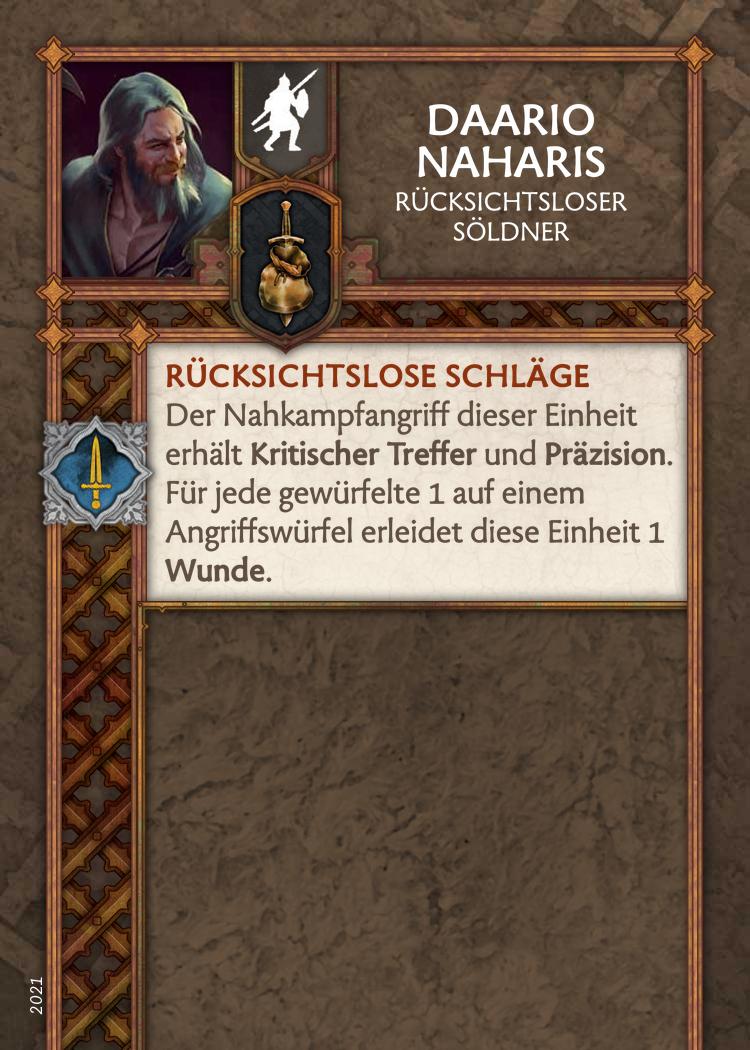 DAARIO
NAHARIS
RÜCKSICHTSLOSER
SÖLDNER
RÜCKSICHTSLOSE SCHLÄGE
Der Nahkampfangriff dieser Einheit
erhält Kritischer Treffer und Präzision.
Für jede gewürfelte 1 auf einem
Angriffswürfel erleidet diese Einheit 1
Wunde.
2021